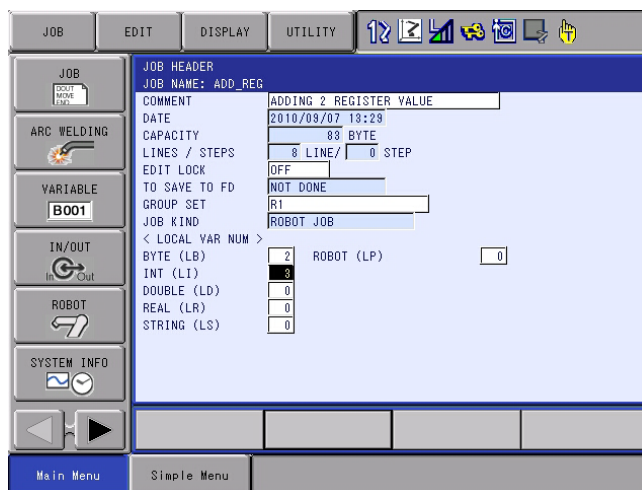 JOB EDIT DISPLAY UTILITY
JOB
DOUT
MOVE
END
ARC WELDING
VARIABLE
B001
IN/OUT
In Out
ROBOT
SYSTEM INFO
JOB HEADER
JOB NAME: ADD_REG
COMMENT ADDING 2 REGISTER VALUE
DATE 2010/09/07 13:29
CAPACITY 83 BYTE
LINES / STEPS 8 LINE/ 0 STEP
EDIT LOCK OFF
TO SAVE TO FD NOT DONE
GROUP SET R1
JOB KIND ROBOT JOB
< LOCAL VAR NUM >
BYTE (LB) 2 ROBOT (LP) 0
INT (LI) 3
DOUBLE (LD) 0
REAL (LR) 0
STRING (LS) 0
Main Menu Simple Menu